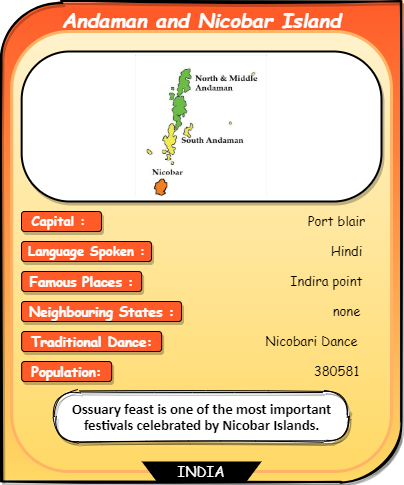 Andaman and Nicobar Island
North & Middle
Andaman
South Andaman
Nicobar
Capital : Port blair
Language Spoken : Hindi
Famous Places : Indira point
Neighbouring States : none
Traditional Dance: Nicobari Dance
Population: 380581
Ossuary feast is one of the most important
festivals celebrated by Nicobar Islands.
INDIA